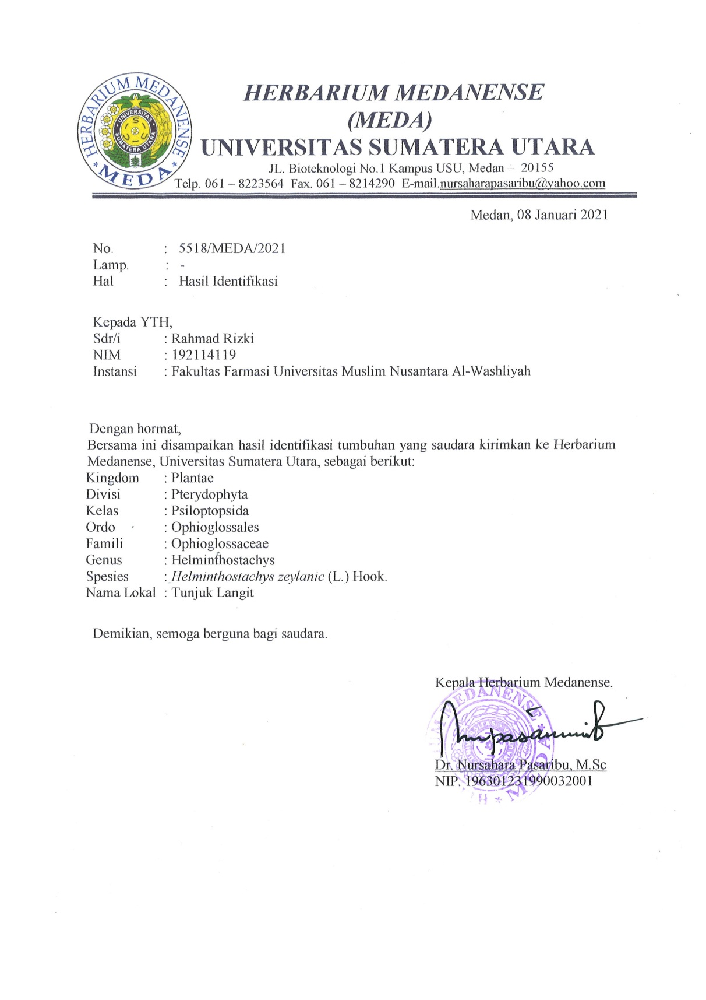 HERBARIUM MEDANENSE
* MEDA *
UNIVERSITAS
SUMATERA UTARA
HERBARIUM MEDANENSE
(MEDA)
UNIVERSITAS SUMATERA UTARA
JL. Bioteknologi No.1 Kampus USU, Medan – 20155
Telp. 061 – 8223564 Fax. 061 – 8214290 E-mail.nursaharapasaribu@yahoo.com
Medan, 08 Januari 2021
No. : 5518/MEDA/2021
Lamp. : -
Hal : Hasil Identifikasi
Kepada YTH,
Sdr/i : Rahmad Rizki
NIM : 192114119
Instansi : Fakultas Farmasi Universitas Muslim Nusantara Al-Washliyah
Dengan hormat,
Bersama ini disampaikan hasil identifikasi tumbuhan yang saudara kirimkan ke Herbarium
Medanense, Universitas Sumatera Utara, sebagai berikut:
Kingdom : Plantae
Divisi : Pterydophyta
Kelas : Psiloptopsida
Ordo : Ophioglossales
Famili : Ophioglossaceae
Genus : Helminthostachys
Spesies : Helminthostachys zeylanic (L.) Hook.
Nama Lokal : Tunjuk Langit
Demikian, semoga berguna bagi saudara.
Kepala Herbarium Medanense.
MEDANENSE * MEDA *
Dr. Nursahara Pasaribu, M.Sc
NIP. 196301231990032001